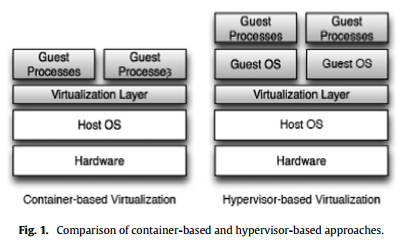 Guest Processes
Guest Processes
Virtualization Layer
Host OS
Hardware
Container-based Virtualization
Guest Processes
Guest Processes
Guest OS
Guest OS
Virtualization Layer
Host OS
Hardware
Hypervisor-based Virtualization
Fig. 1. Comparison of container-based and hypervisor-based approaches.